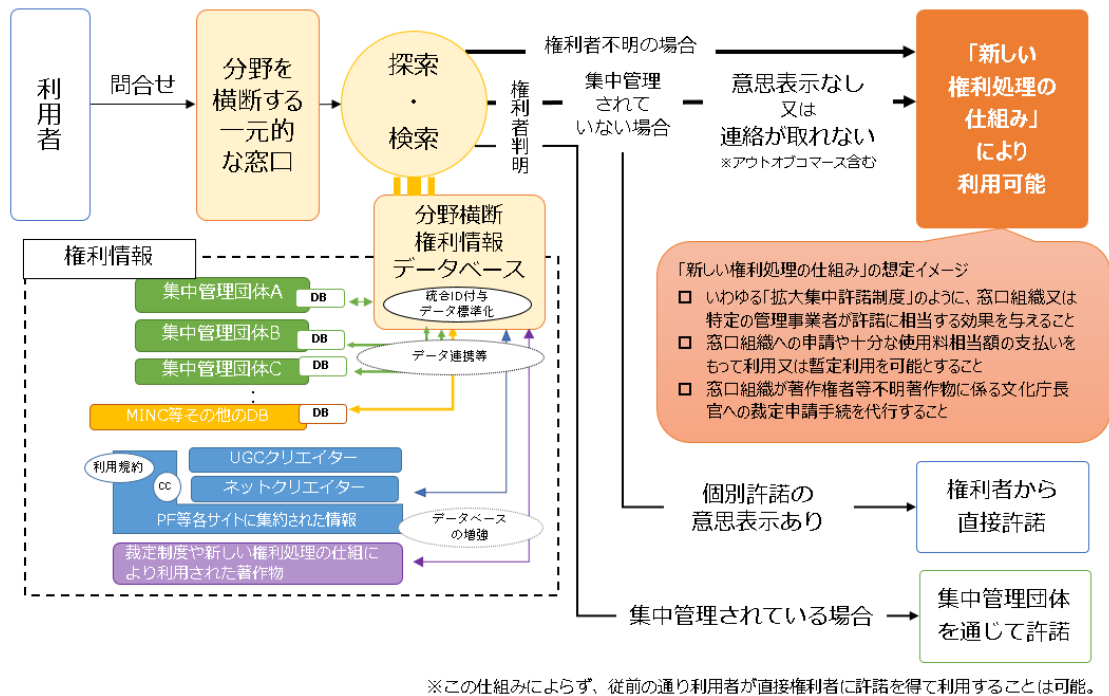 利用者
問合せ
分野を
横断する
一元的
な窓口
探索
・
検索
権利者不明の場合
権利者判明
集中管理
されて
いない場合
意思表示なし
又は
連絡が取れない
※アウトオブコマース含む
「新しい
権利処理の
仕組み」
により
利用可能
分野横断
権利情報
データベース
統合ID付与
データ標準化
権利情報
集中管理団体A
DB
集中管理団体B
DB
集中管理団体C
DB
︙
MINC等その他のDB
DB
データ連携等
利用規約
CC
UGCクリエイター
ネットクリエイター
PF等各サイトに集約された情報
データベース
の増強
裁定制度や新しい権利処理の仕組に
より利用された著作物
「新しい権利処理の仕組み」の想定イメージ
□ いわゆる「拡大集中許諾制度」のように、窓口組織又は
特定の管理事業者が許諾に相当する効果を与えること
□ 窓口組織への申請や十分な使用料相当額の支払いを
もって利用又は暫定利用を可能とすること
□ 窓口組織が著作権者等不明著作物に係る文化庁長
官への裁定申請手続を代行すること
個別許諾の
意思表示あり
権利者から
直接許諾
集中管理されている場合
集中管理団体
を通じて許諾
※この仕組みによらず、従前の通り利用者が直接権利者に許諾を得て利用することは可能。